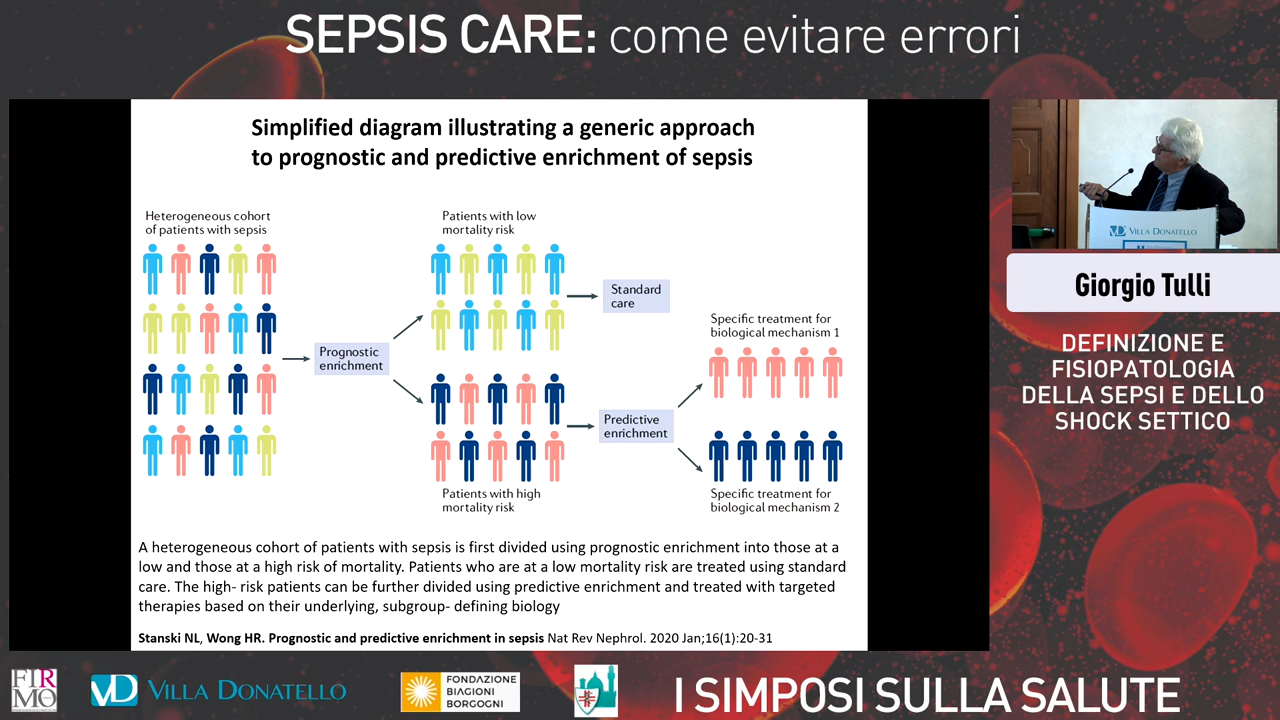 SEPSIS CARE: come evitare errori
Simplified diagram illustrating a generic approach
to prognostic and predictive enrichment of sepsis
Heterogeneous cohort
of patients with sepsis
Prognostic
enrichment
Patients with low
mortality risk
Standard
care
Patients with high
mortality risk
Predictive
enrichment
Specific treatment for
biological mechanism 1
Specific treatment for
biological mechanism 2
A heterogeneous cohort of patients with sepsis is first divided using prognostic enrichment into those at a
low and those at a high risk of mortality. Patients who are at a low mortality risk are treated using standard
care. The high- risk patients can be further divided using predictive enrichment and treated with targeted
therapies based on their underlying, subgroup- defining biology
Stanski NL, Wong HR. Prognostic and predictive enrichment in sepsis Nat Rev Nephrol. 2020 Jan;16(1):20-31
VD VILLA DONATELLO
Giorgio Tulli
DEFINIZIONE E
FISIOPATOLOGIA
DELLA SEPSI E DELLO
SHOCK SETTICO
FIRMO
VD VILLA DONATELLO
FONDAZIONE
BIAGIONI
BORGOGNI
I SIMPOSI SULLA SALUTE